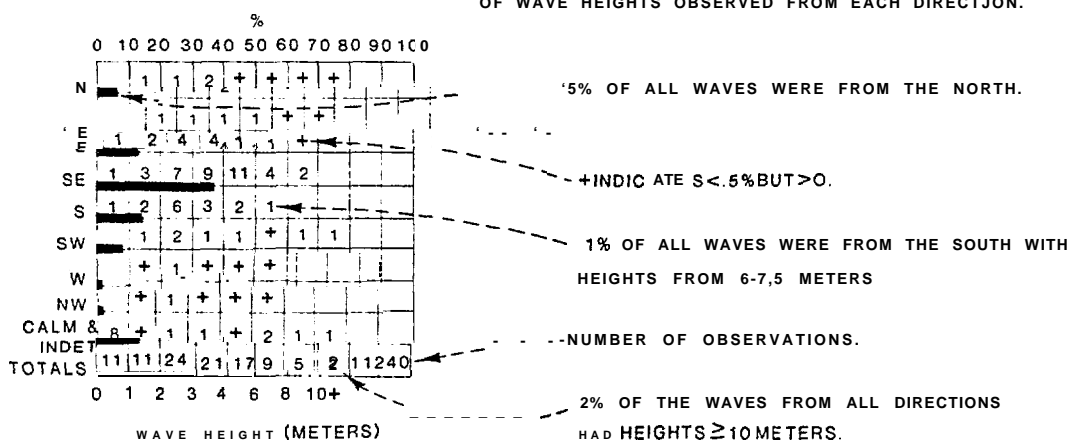 OF WAVE HEIGHTS OBSERVED FROM EACH DIRECTJON.
%
0 10 20 30 40 50 60 70 80 90 100
N 1 1 2 + + + +
'5% OF ALL WAVES WERE FROM THE NORTH.
1 1 1 1 + +
E
E 1 2 4 4 1 1 +
SE 1 3 7 9 11 4 2
+INDIC ATE S<.5%BUT>O.
S 1 2 6 3 2 1
SW 1 2 1 1 + 1 1
1% OF ALL WAVES WERE FROM THE SOUTH WITH
HEIGHTS FROM 6-7,5 METERS
W + 1 + + +
NW + 1 + + +
CALM & 8 + 1 1 + 2 1 1
INDET
NUMBER OF OBSERVATIONS.
TOTALS 11 11 24 21 17 9 5 2 11240
0 1 2 3 4 6 8 10+
2% OF THE WAVES FROM ALL DIRECTIONS
HAD HEIGHTS ≥10 METERS.
WAVE HEIGHT (METERS)